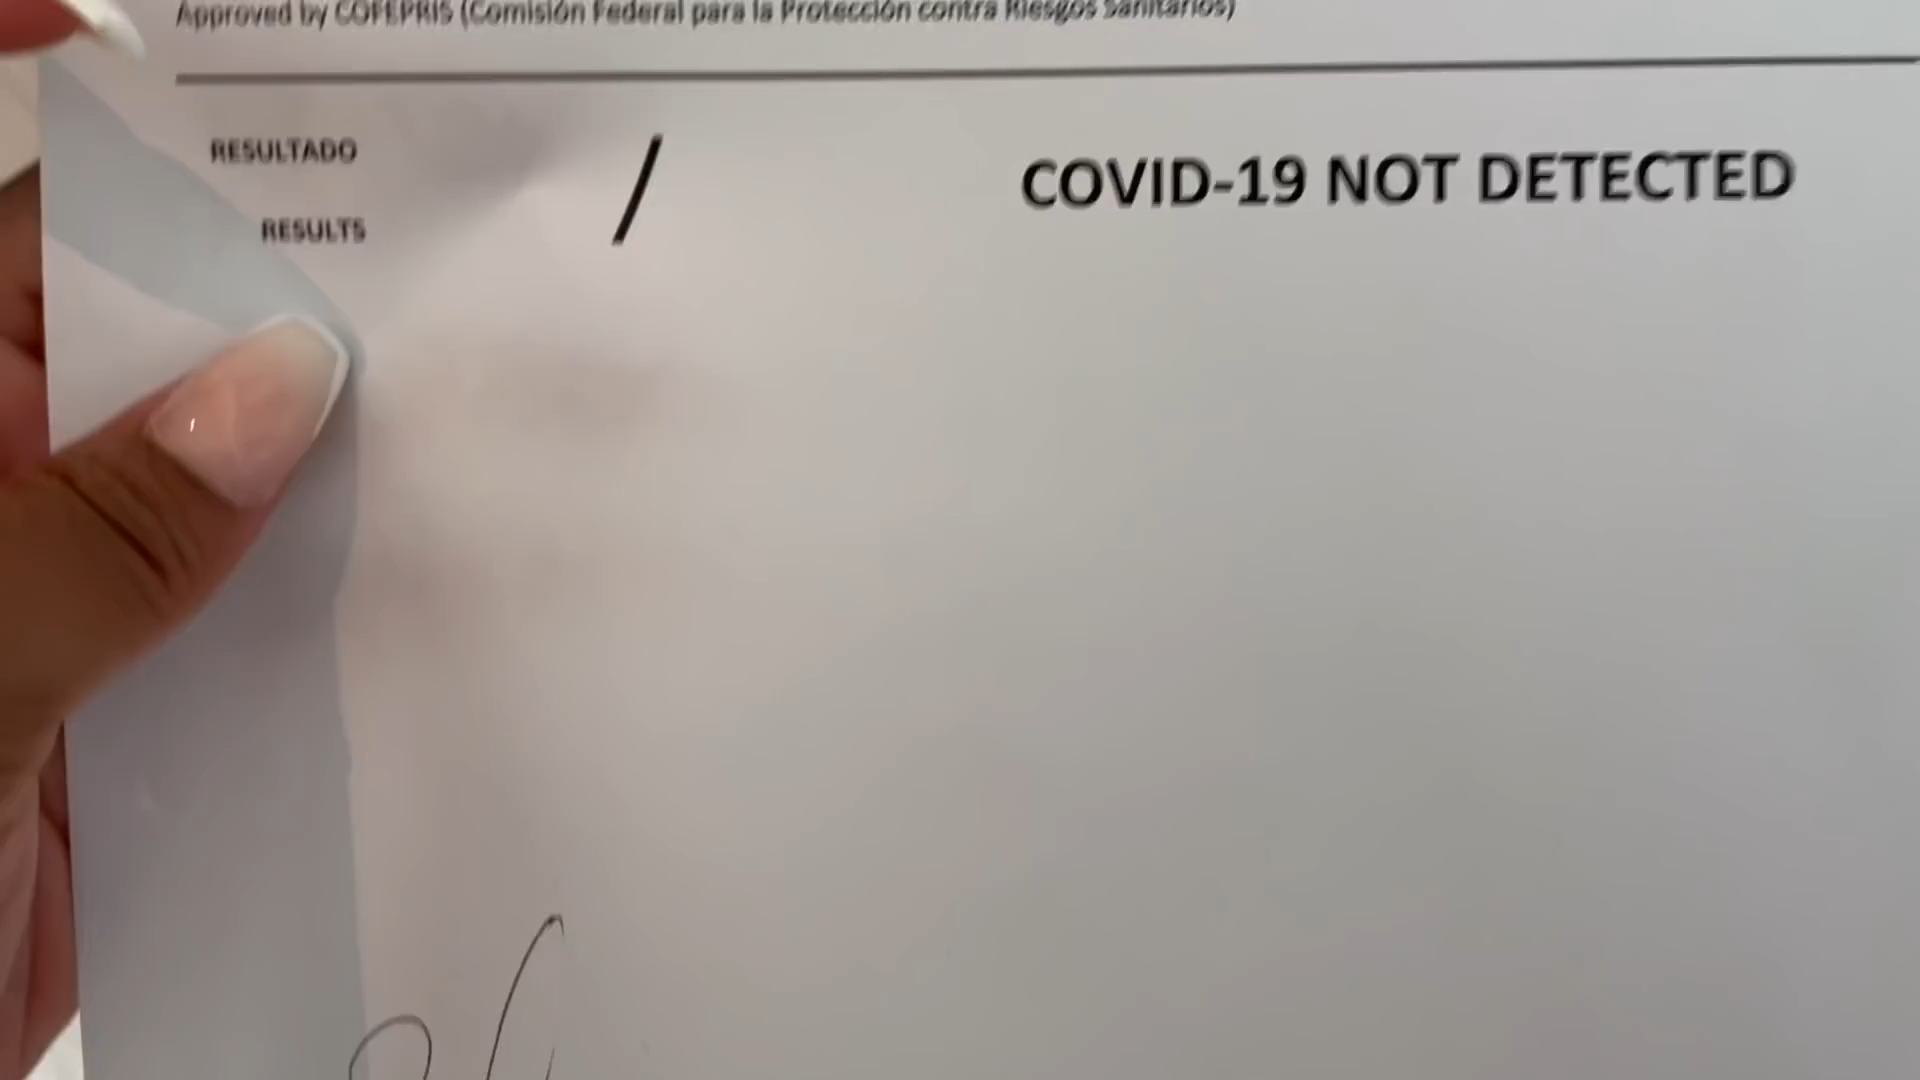 Approved by COFEPRIS (Comisión Federal para la Protección contra Riesgos Sanitarios)
RESULTADO
/
COVID-19 NOT DETECTED
RESULTS